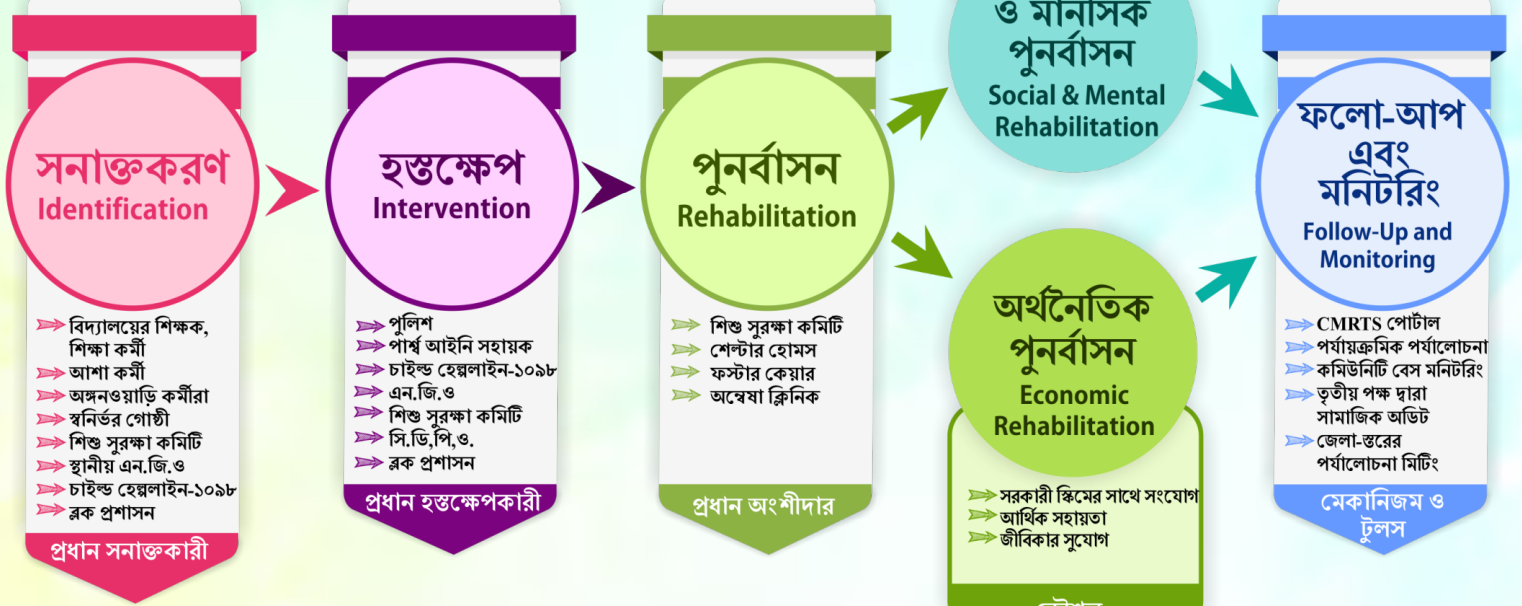 সনাক্তকরণ
Identification
বিদ্যালয়ের শিক্ষক,
শিক্ষা কর্মী
আশা কর্মী
অঙ্গনওয়াড়ি কর্মীরা
স্বনির্ভর গোষ্ঠী
শিশু সুরক্ষা কমিটি
স্থানীয় এন.জি.ও
চাইল্ড হেল্পলাইন-১০৯৮
ব্লক প্রশাসন
প্রধান সনাক্তকারী
হস্তক্ষেপ
Intervention
পুলিশ
পার্শ্ব আইনি সহায়ক
চাইল্ড হেল্পলাইন-১০৯৮
এন.জি.ও
শিশু সুরক্ষা কমিটি
সি.ডি,পি,ও.
ব্লক প্রশাসন
প্রধান হস্তক্ষেপকারী
পুনর্বাসন
Rehabilitation
শিশু সুরক্ষা কমিটি
শেল্টার হোমস
ফস্টার কেয়ার
অন্বেষা ক্লিনিক
প্রধান অংশীদার
ও মানসিক
পুনর্বাসন
Social & Mental
Rehabilitation
অর্থনৈতিক
পুনর্বাসন
Economic
Rehabilitation
সরকারী স্কিমের সাথে সংযোগ
আর্থিক সহায়তা
জীবিকার সুযোগ
ফলো-আপ
এবং
মনিটরিং
Follow-Up and
Monitoring
CMRTS পোর্টাল
পর্যায়ক্রমিক পর্যালোচনা
কমিউনিটি বেস মনিটরিং
তৃতীয় পক্ষ দ্বারা
সামাজিক অডিট
জেলা-স্তরের
পর্যালোচনা মিটিং
মেকানিজম ও
টুলস